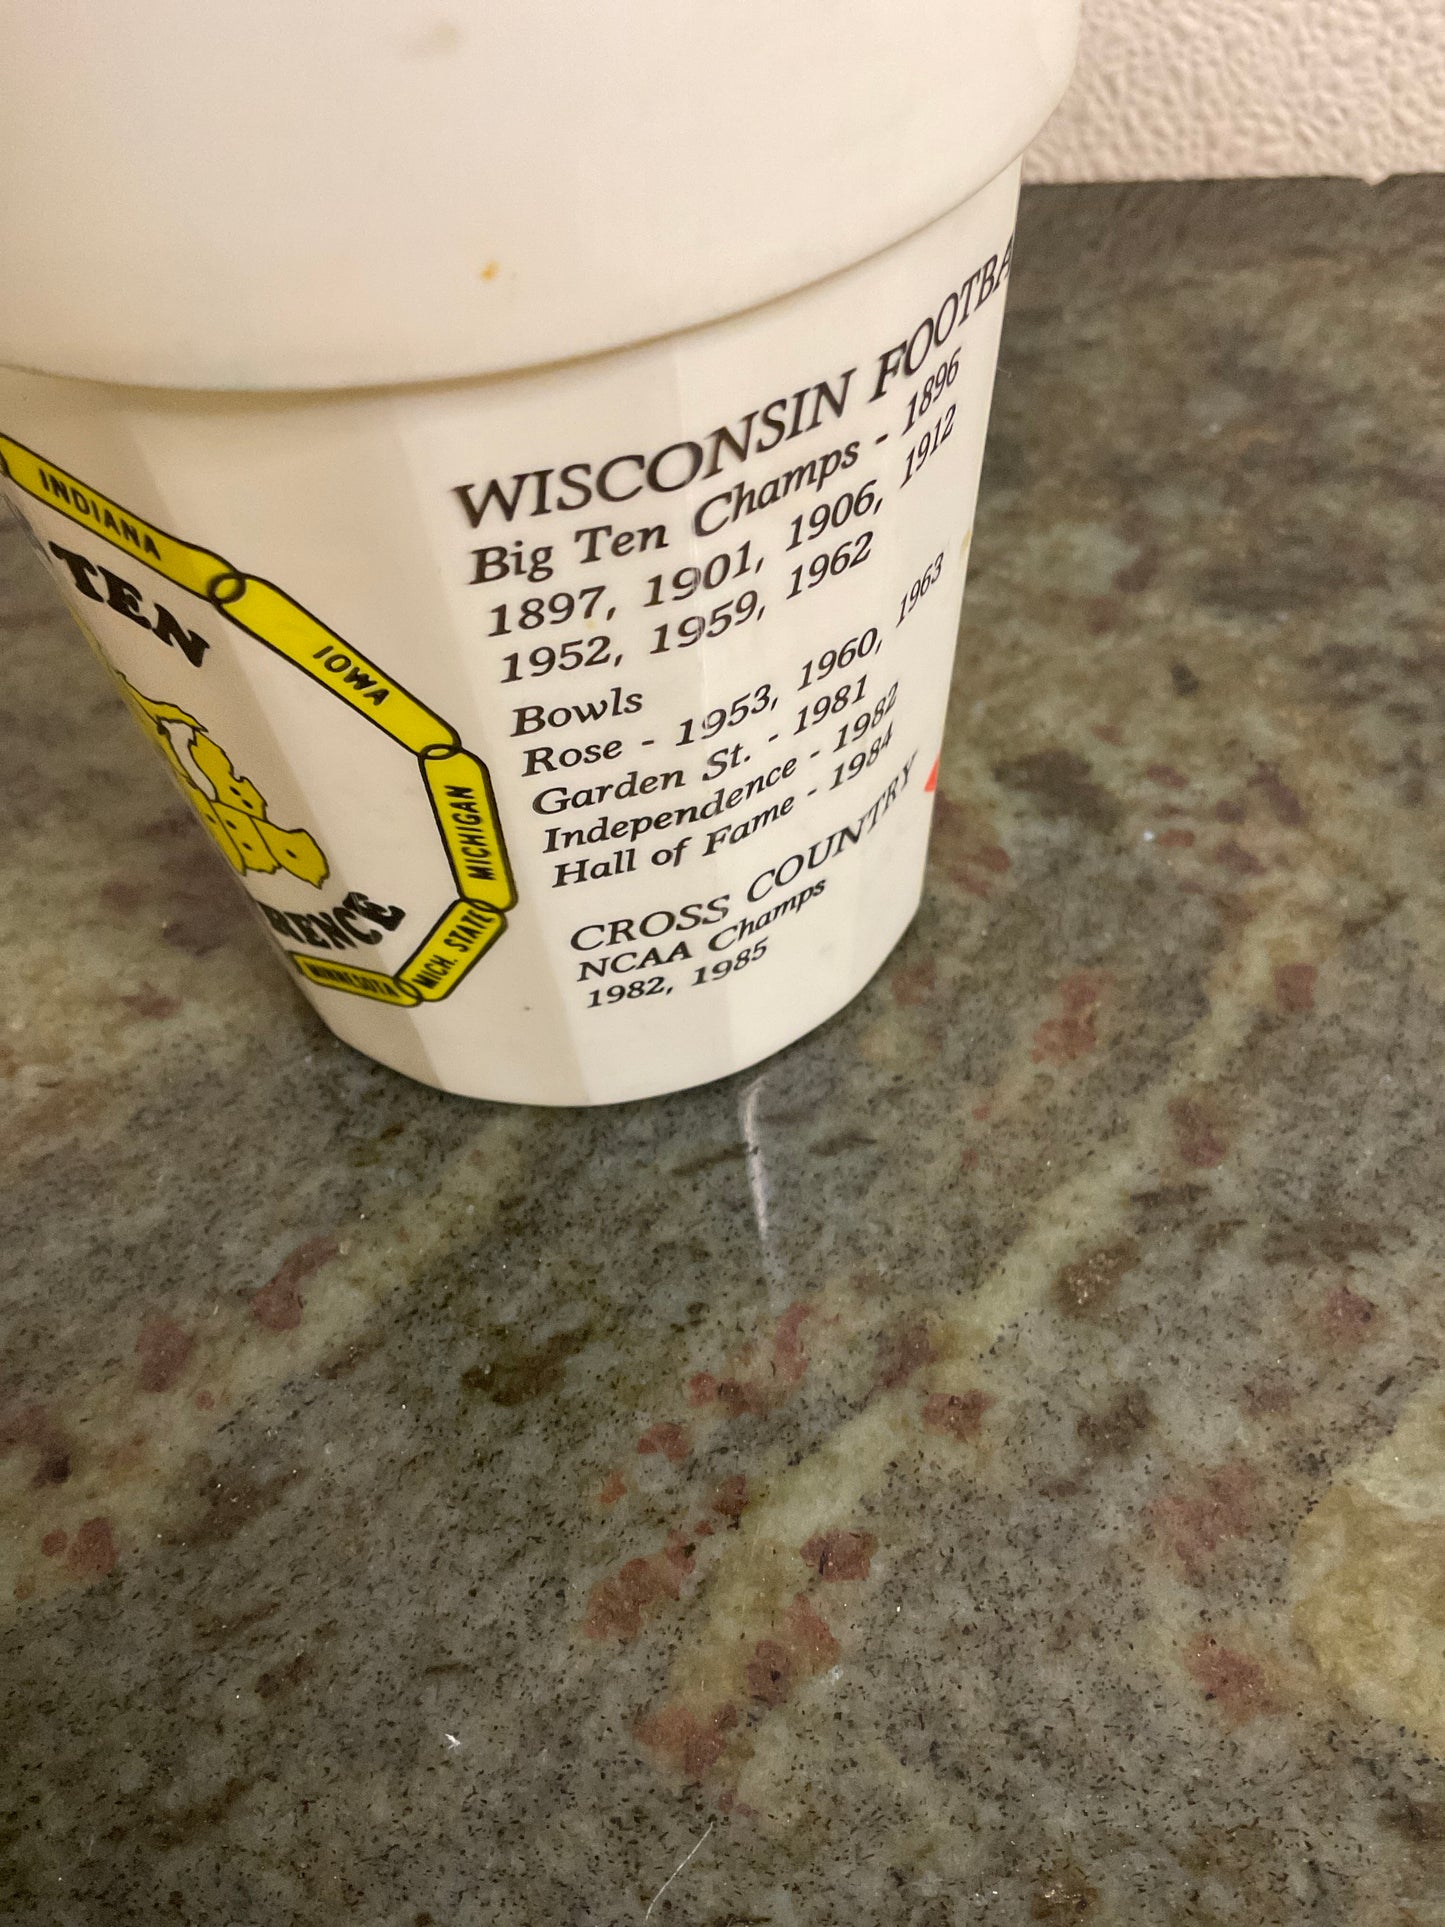 INDIANA
TEN
IOWA
MICHIGAN
MICH. STATE
MINNESOTA
WISCONSIN
Big Ten Champs - 1896
1897, 1901, 1906, 1912
1952, 1959, 1962
Bowls
Rose - 1953, 1960, 1963
Garden St. - 1981
Independence - 1982
Hall of Fame - 1984
CROSS COUNTRY
NCAA Champs
1982, 1985